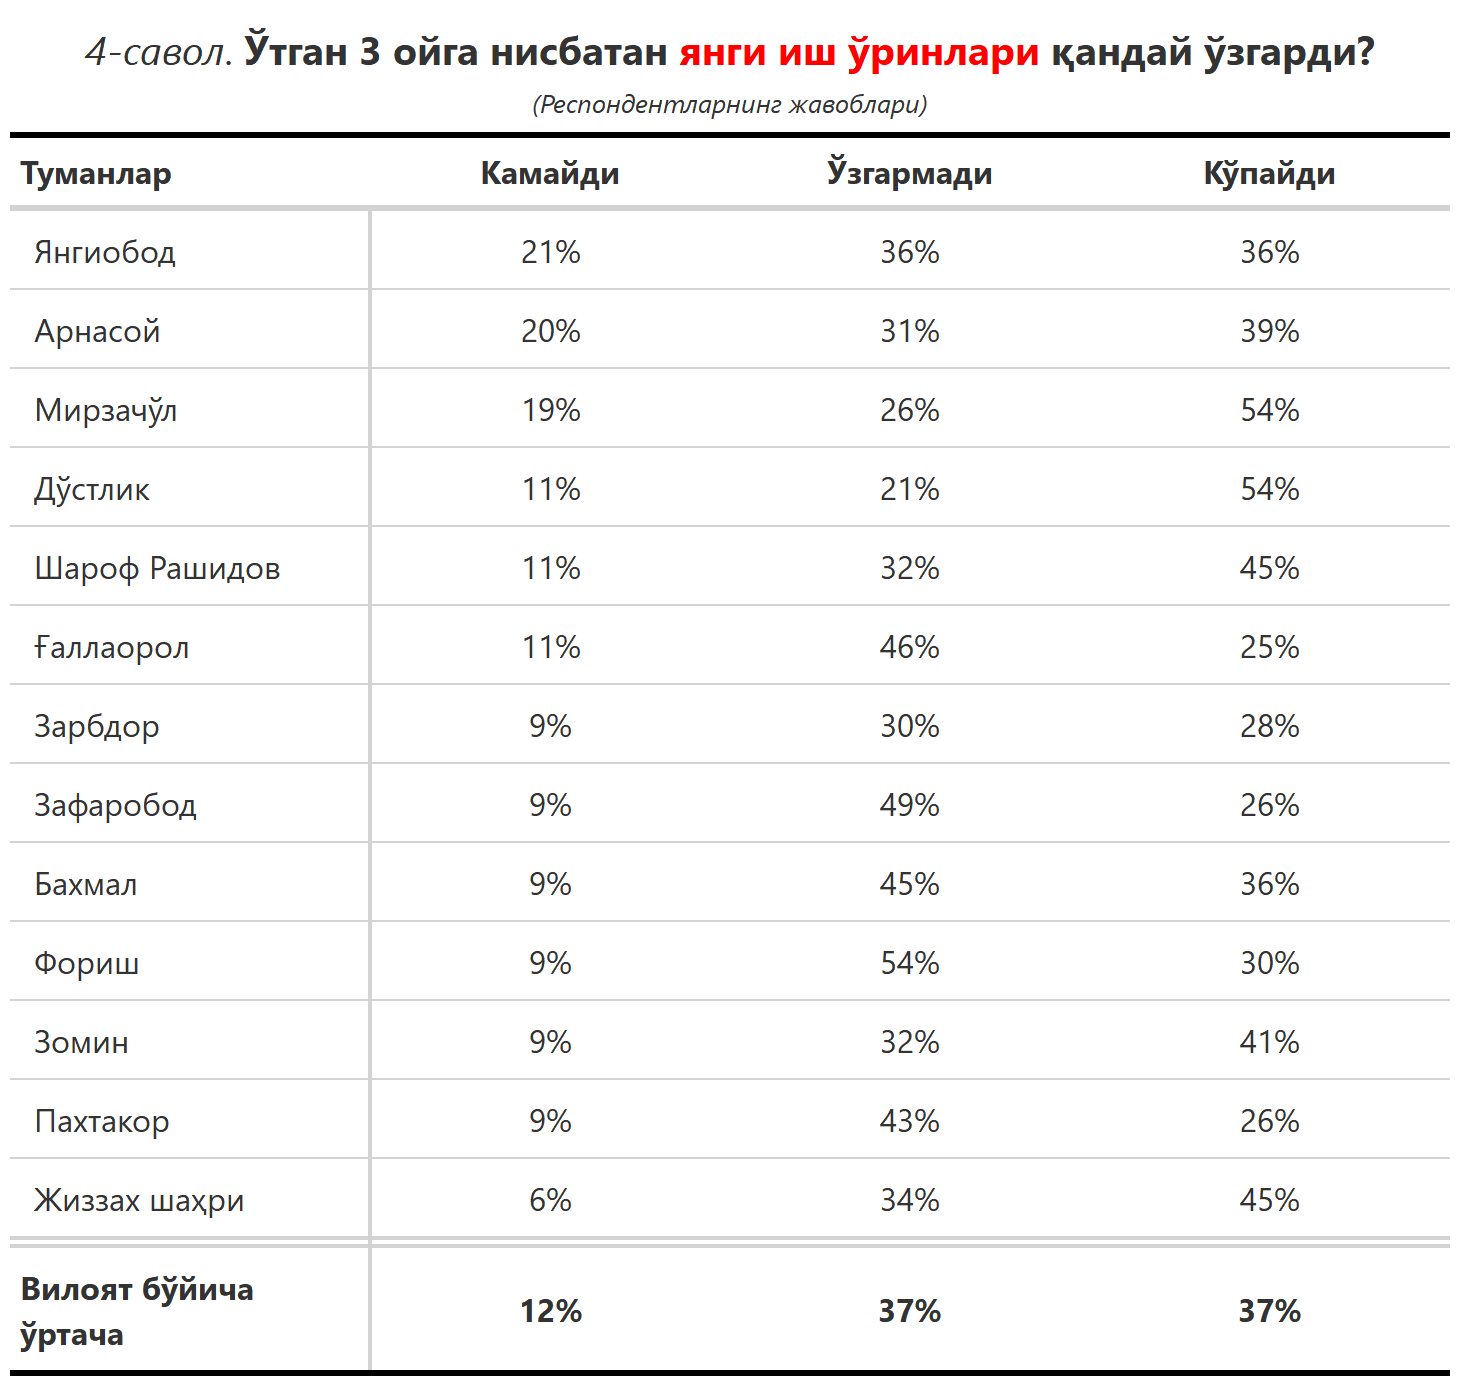 4-савол. Ўтган 3 ойга нисбатан янги иш ўринлари қандай ўзгарди?
(Респондентларнинг жавоблари)
Туманлар Камайди Ўзгармади Кўпайди
Янгиобод 21% 36% 36%
Арнасой 20% 31% 39%
Мирзачўл 19% 26% 54%
Дўстлик 11% 21% 54%
Шароф Рашидов 11% 32% 45%
Ғаллаорол 11% 46% 25%
Зарбдор 9% 30% 28%
Зафаробод 9% 49% 26%
Бахмал 9% 45% 36%
Фориш 9% 54% 30%
Зомин 9% 32% 41%
Пахтакор 9% 43% 26%
Жиззах шаҳри 6% 34% 45%
Вилоят бўйича
ўртача 12% 37% 37%